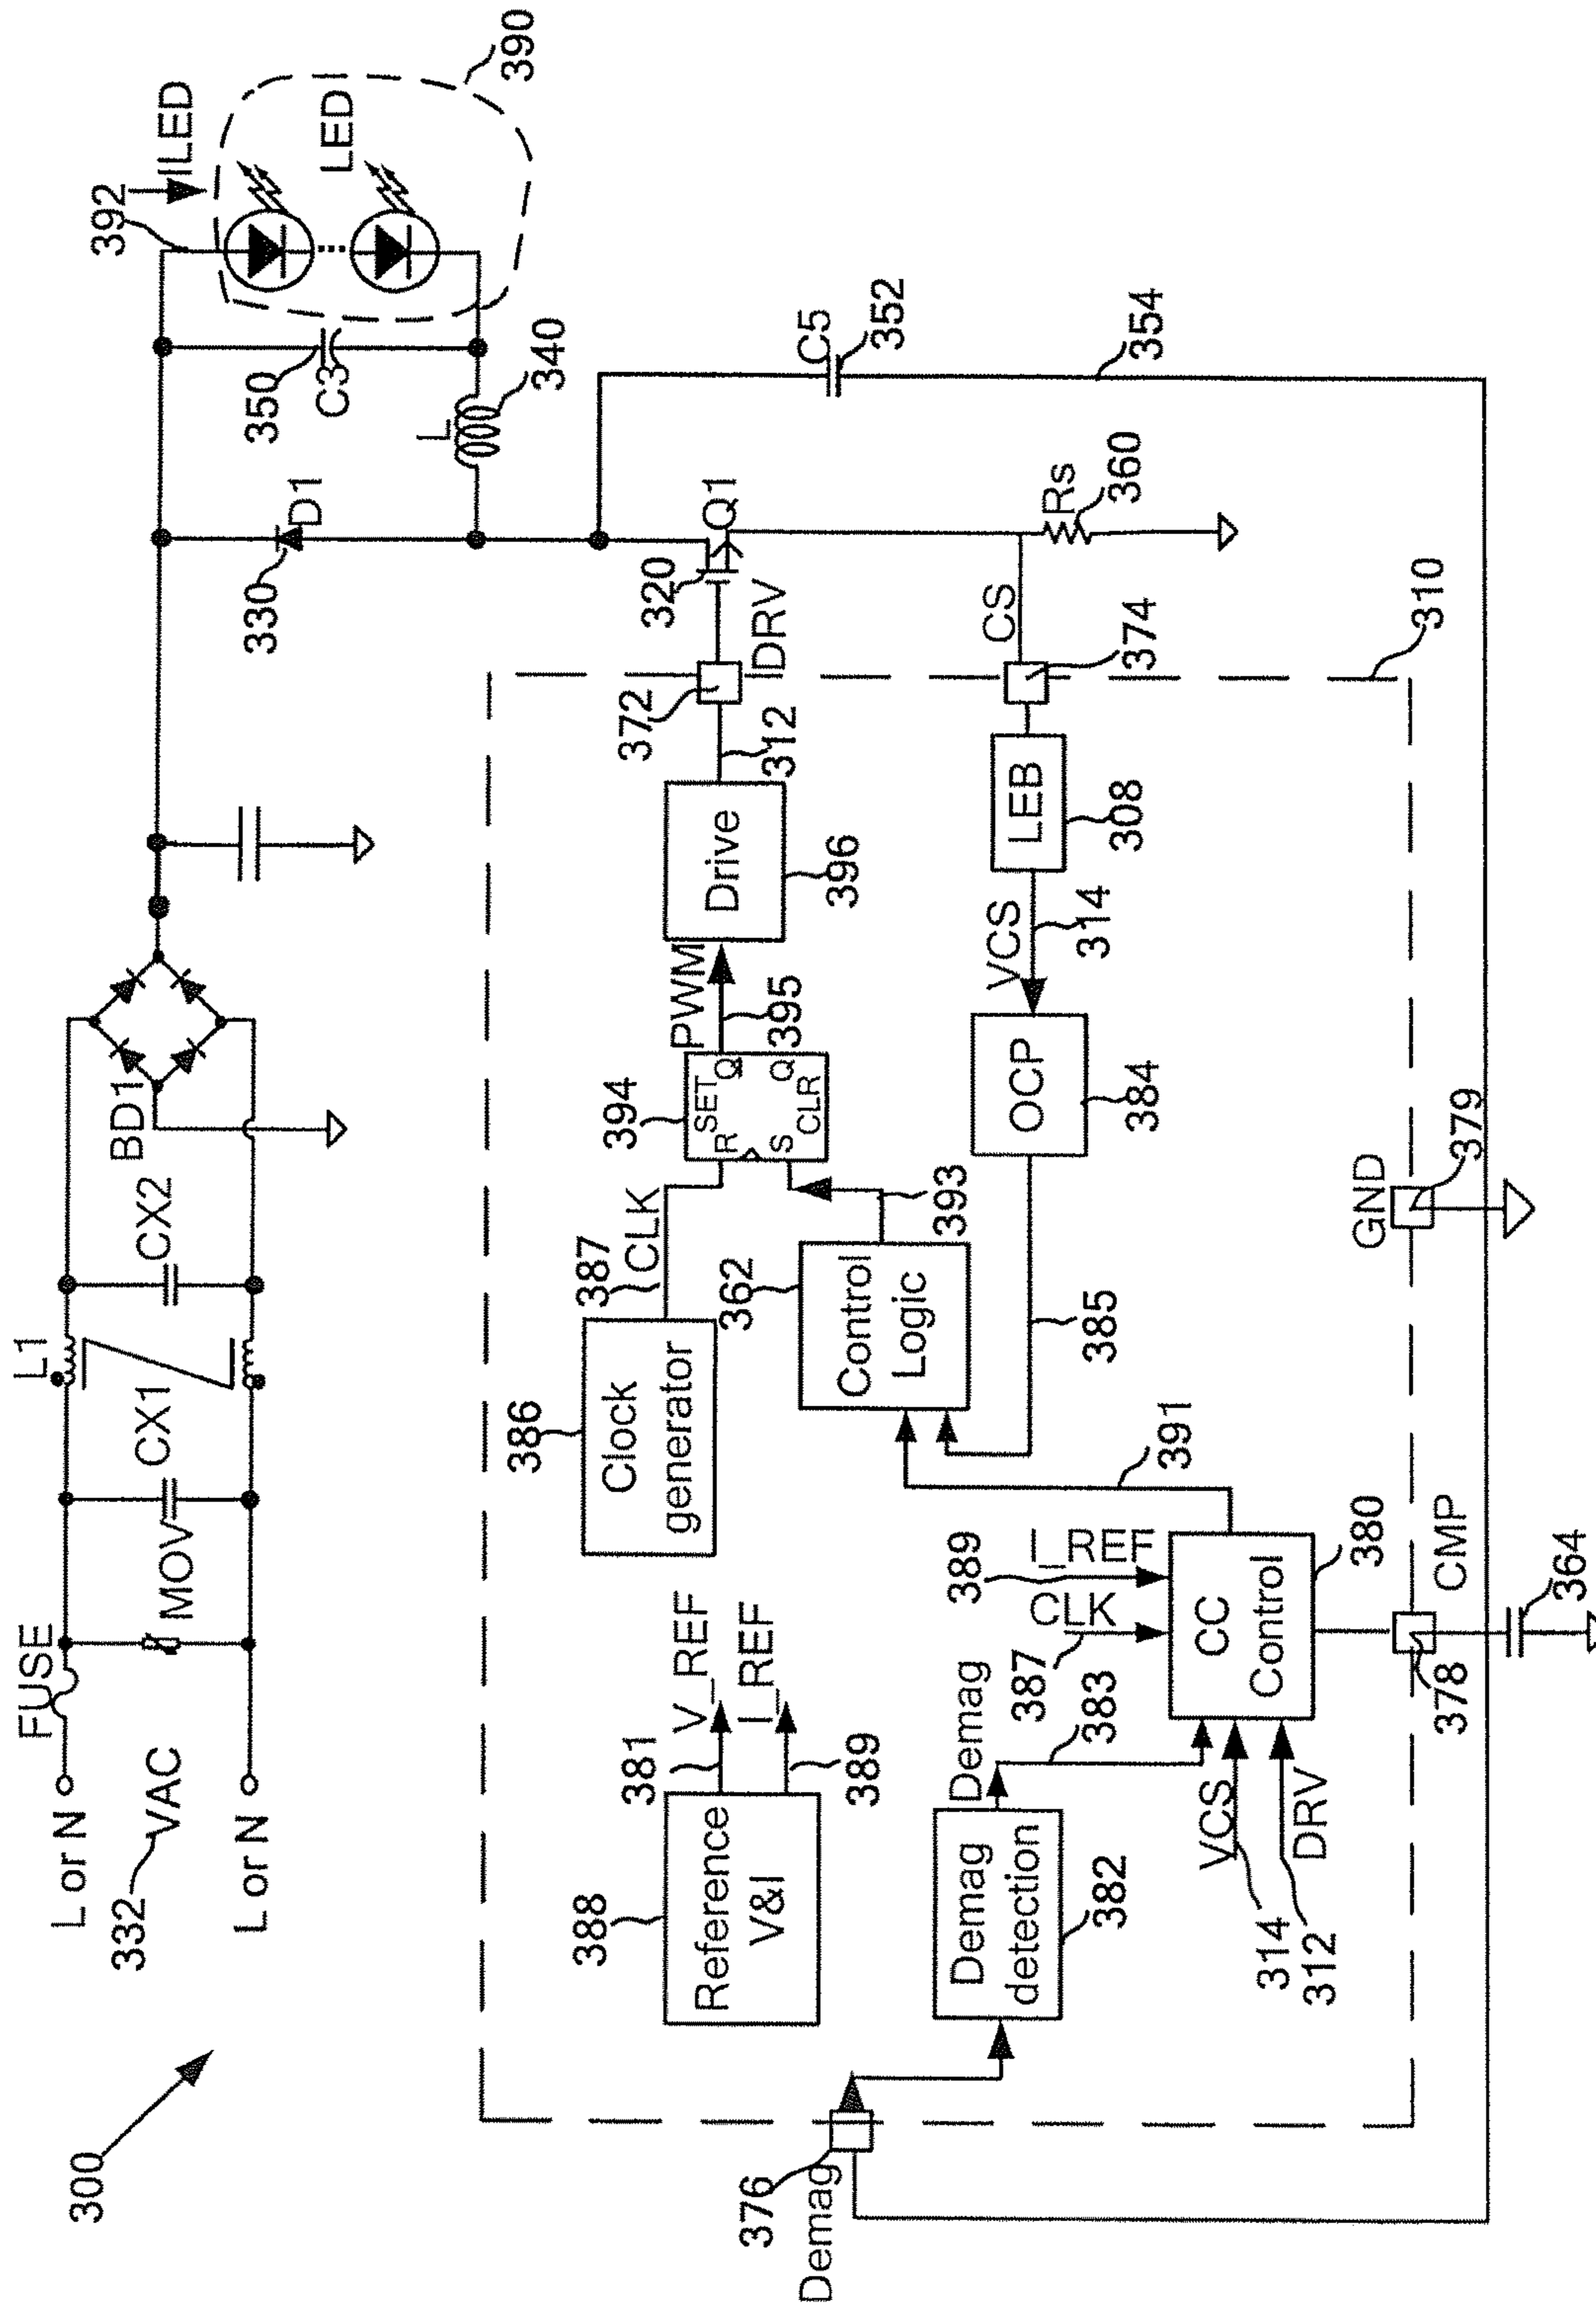 300
332
L or N
L or N
VAC
FUSE
MOV
CX1
L1
CX2
BD1
330
D1
350
C3
L
340
392
ILED
LED
390
C5
352
354
320
Q1
Rs
360
310
388
Reference
V&I
381
V_REF
I_REF
389
386
Clock
generator
387
CLK
394
R
SET
Q
S
CLR
Q
PWM
395
Drive
396
372
312
DRV
362
Control
Logic
393
OCP
384
385
VCS
314
LEB
308
CS
374
376
Demag
Demag
detection
382
Demag
383
387
CLK
389
I_REF
CC
Control
380
391
VCS
314
312
DRV
378
CMP
364
GND
379